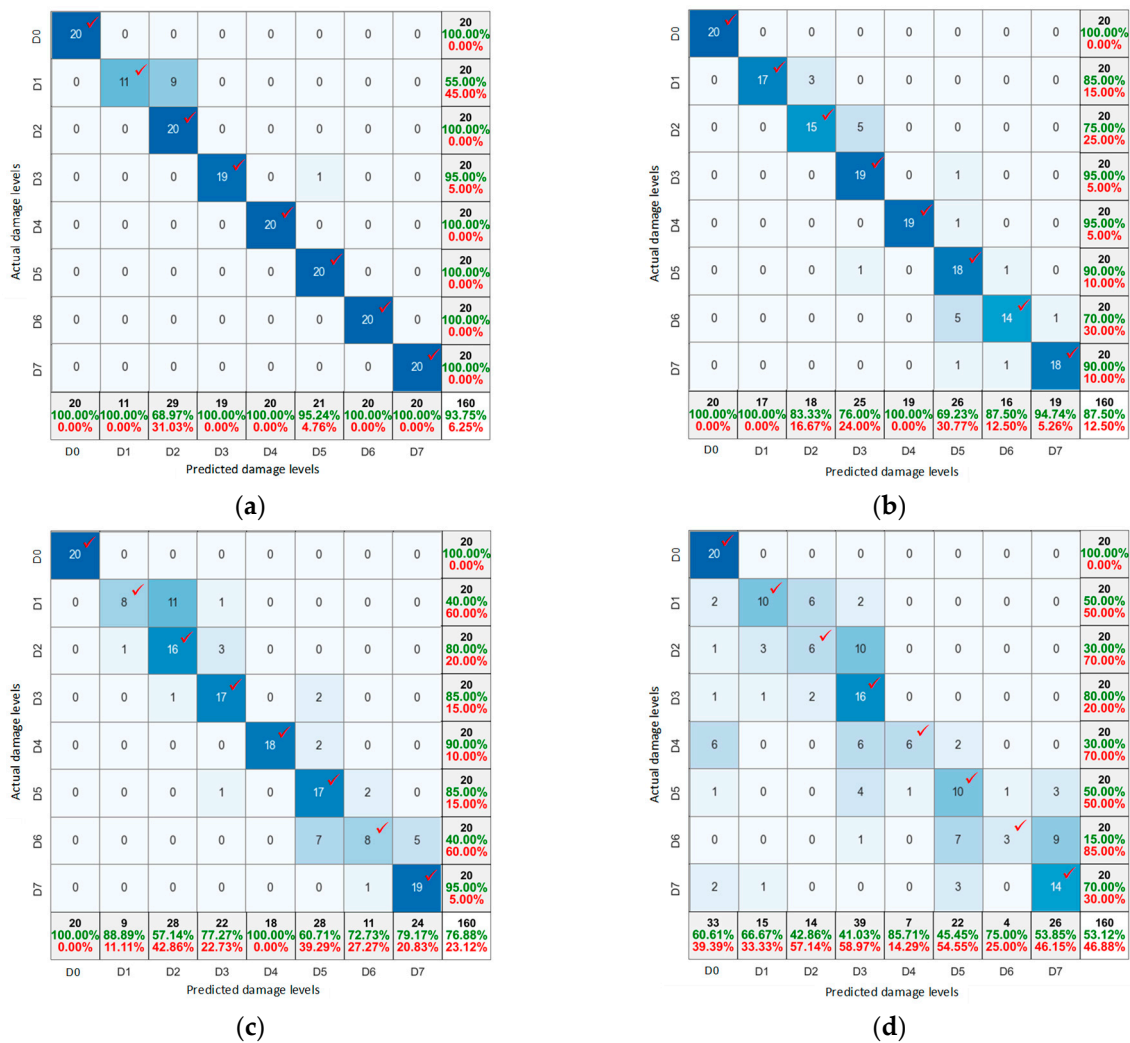 Actual damage levels
D0 20 0 0 0 0 0 0 0 20 100.00% 0.00%
D1 0 11 9 0 0 0 0 0 20 55.00% 45.00%
D2 0 0 20 0 0 0 0 0 20 100.00% 0.00%
D3 0 0 0 19 0 1 0 0 20 95.00% 5.00%
D4 0 0 0 0 20 0 0 0 20 100.00% 0.00%
D5 0 0 0 0 0 20 0 0 20 100.00% 0.00%
D6 0 0 0 0 0 0 20 0 20 100.00% 0.00%
D7 0 0 0 0 0 0 0 20 20 100.00% 0.00%
20 11 29 19 20 21 20 20 160
100.00% 100.00% 68.97% 100.00% 100.00% 95.24% 100.00% 100.00% 93.75%
0.00% 0.00% 31.03% 0.00% 0.00% 4.76% 0.00% 0.00% 6.25%
D0 D1 D2 D3 D4 D5 D6 D7
Predicted damage levels
(a)
Actual damage levels
D0 20 0 0 0 0 0 0 0 20 100.00% 0.00%
D1 0 17 3 0 0 0 0 0 20 85.00% 15.00%
D2 0 0 15 5 0 0 0 0 20 75.00% 25.00%
D3 0 0 0 19 0 1 0 0 20 95.00% 5.00%
D4 0 0 0 0 19 1 0 0 20 95.00% 5.00%
D5 0 0 0 1 0 18 1 0 20 90.00% 10.00%
D6 0 0 0 0 0 5 14 1 20 70.00% 30.00%
D7 0 0 0 0 0 1 1 18 20 90.00% 10.00%
20 17 18 25 19 26 16 19 160
100.00% 100.00% 83.33% 76.00% 100.00% 69.23% 87.50% 94.74% 87.50%
0.00% 0.00% 16.67% 24.00% 0.00% 30.77% 12.50% 5.26% 12.50%
D0 D1 D2 D3 D4 D5 D6 D7
Predicted damage levels
(b)
Actual damage levels
D0 20 0 0 0 0 0 0 0 20 100.00% 0.00%
D1 0 8 11 1 0 0 0 0 20 40.00% 60.00%
D2 0 1 16 3 0 0 0 0 20 80.00% 20.00%
D3 0 0 1 17 0 2 0 0 20 85.00% 15.00%
D4 0 0 0 0 18 2 0 0 20 90.00% 10.00%
D5 0 0 0 1 0 17 2 0 20 85.00% 15.00%
D6 0 0 0 0 0 7 8 5 20 40.00% 60.00%
D7 0 0 0 0 0 0 1 19 20 95.00% 5.00%
20 9 28 22 18 28 11 24 160
100.00% 88.89% 57.14% 77.27% 100.00% 60.71% 72.73% 79.17% 76.88%
0.00% 11.11% 42.86% 22.73% 0.00% 39.29% 27.27% 20.83% 23.12%
D0 D1 D2 D3 D4 D5 D6 D7
Predicted damage levels
(c)
Actual damage levels
D0 20 0 0 0 0 0 0 0 20 100.00% 0.00%
D1 2 10 6 2 0 0 0 0 20 50.00% 50.00%
D2 1 3 6 10 0 0 0 0 20 30.00% 70.00%
D3 1 1 2 16 0 0 0 0 20 80.00% 20.00%
D4 6 0 0 6 6 2 0 0 20 30.00% 70.00%
D5 1 0 0 4 1 10 1 3 20 50.00% 50.00%
D6 0 0 0 1 0 7 3 9 20 15.00% 85.00%
D7 2 1 0 0 0 3 0 14 20 70.00% 30.00%
33 15 14 39 7 22 4 26 160
60.61% 66.67% 42.86% 41.03% 85.71% 45.45% 75.00% 53.85% 53.12%
39.39% 33.33% 57.14% 58.97% 14.29% 54.55% 25.00% 46.15% 46.88%
D0 D1 D2 D3 D4 D5 D6 D7
Predicted damage levels
(d)